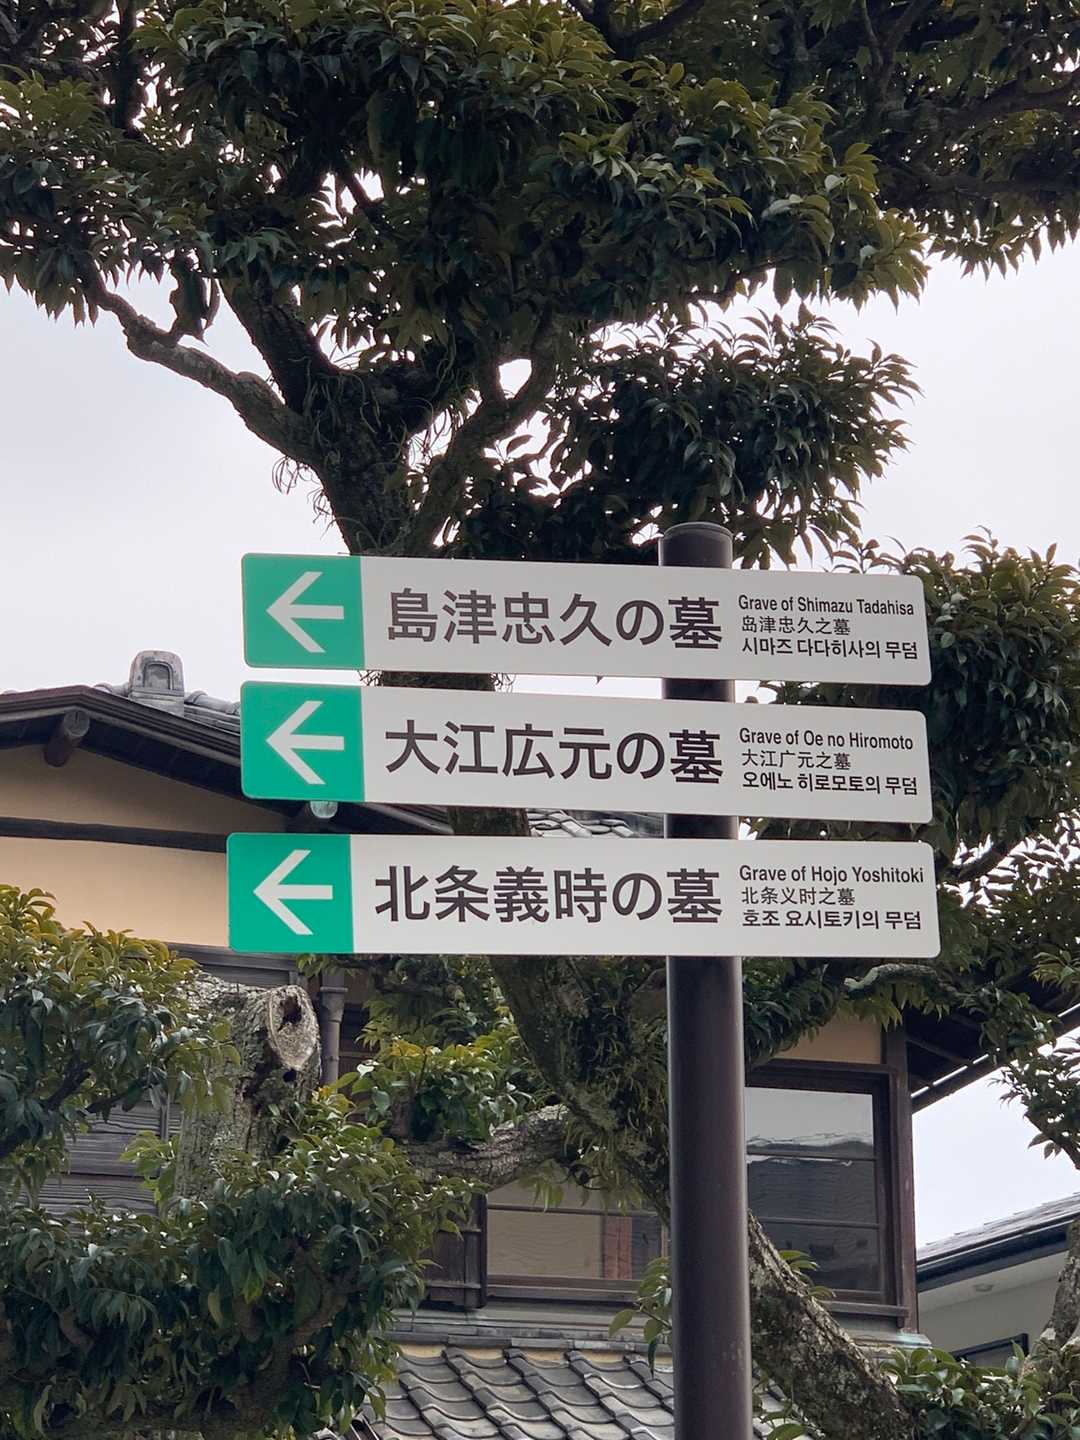 島津忠久の墓
Grave of Shimazu Tadahisa
岛津忠久之墓
시마즈 다다히사의 무덤
大江広元の墓
Grave of Oe no Hiromoto
大江广元之墓
오에노 히로모토의 무덤
北条義時の墓
Grave of Hojo Yoshitoki
北条义时之墓
호조 요시토키의 무덤